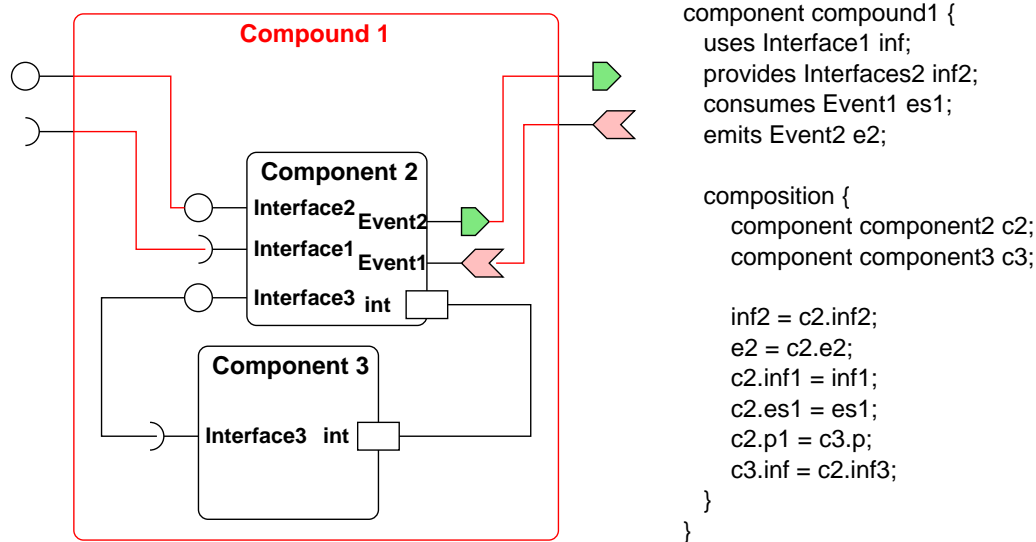 Compound 1
Component 2
Interface2
Event2
Interface1
Event1
Interface3
int
Component 3
Interface3 int
component compound1 {
uses Interface1 inf;
provides Interfaces2 inf2;
consumes Event1 es1;
emits Event2 e2;
composition {
component component2 c2;
component component3 c3;
inf2 = c2.inf2;
e2 = c2.e2;
c2.inf1 = inf1;
c2.es1 = es1;
c2.p1 = c3.p;
c3.inf = c2.inf3;
}
}